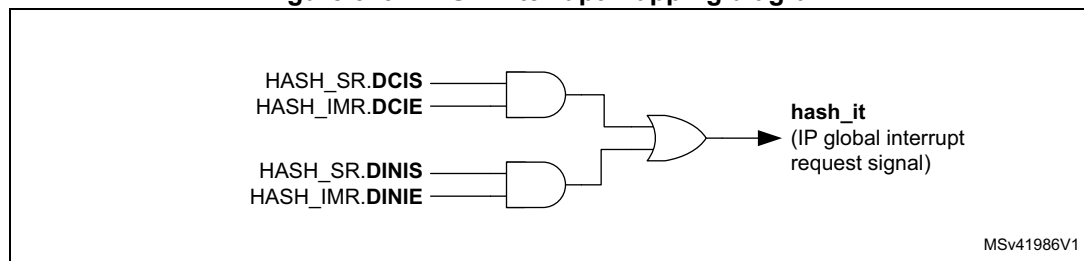 HASH_SR.DCIS
HASH_IMR.DCIE
HASH_SR.DINIS
HASH_IMR.DINIE
hash_it
(IP global interrupt
request signal)
MSv41986V1